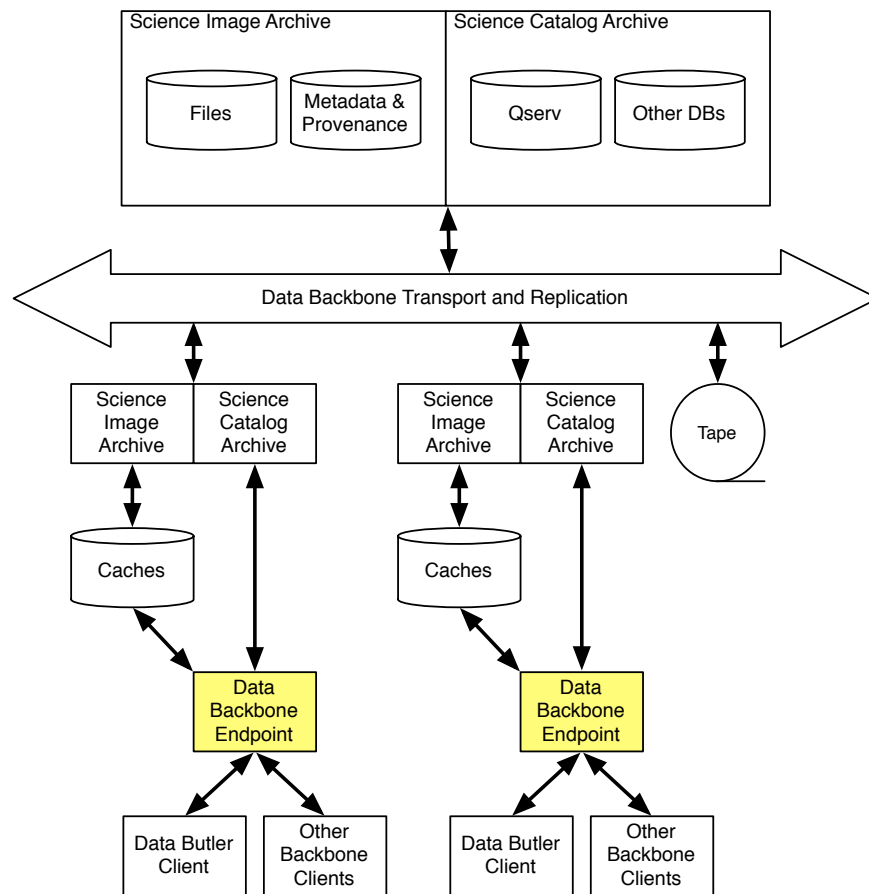 Science Image Archive
Science Catalog Archive
Files
Metadata &
Provenance
Qserv
Other DBs
Data Backbone Transport and Replication
Science
Image
Archive
Science
Catalog
Archive
Science
Image
Archive
Science
Catalog
Archive
Tape
Caches
Caches
Data
Backbone
Endpoint
Data
Backbone
Endpoint
Data Butler
Client
Other
Backbone
Clients
Data Butler
Client
Other
Backbone
Clients